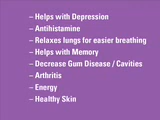 – Helps with Depression
– Antihistamine
– Relaxes lungs for easier breathing
– Helps with Memory
– Decrease Gum Disease / Cavities
– Arthritis
– Energy
– Healthy Skin